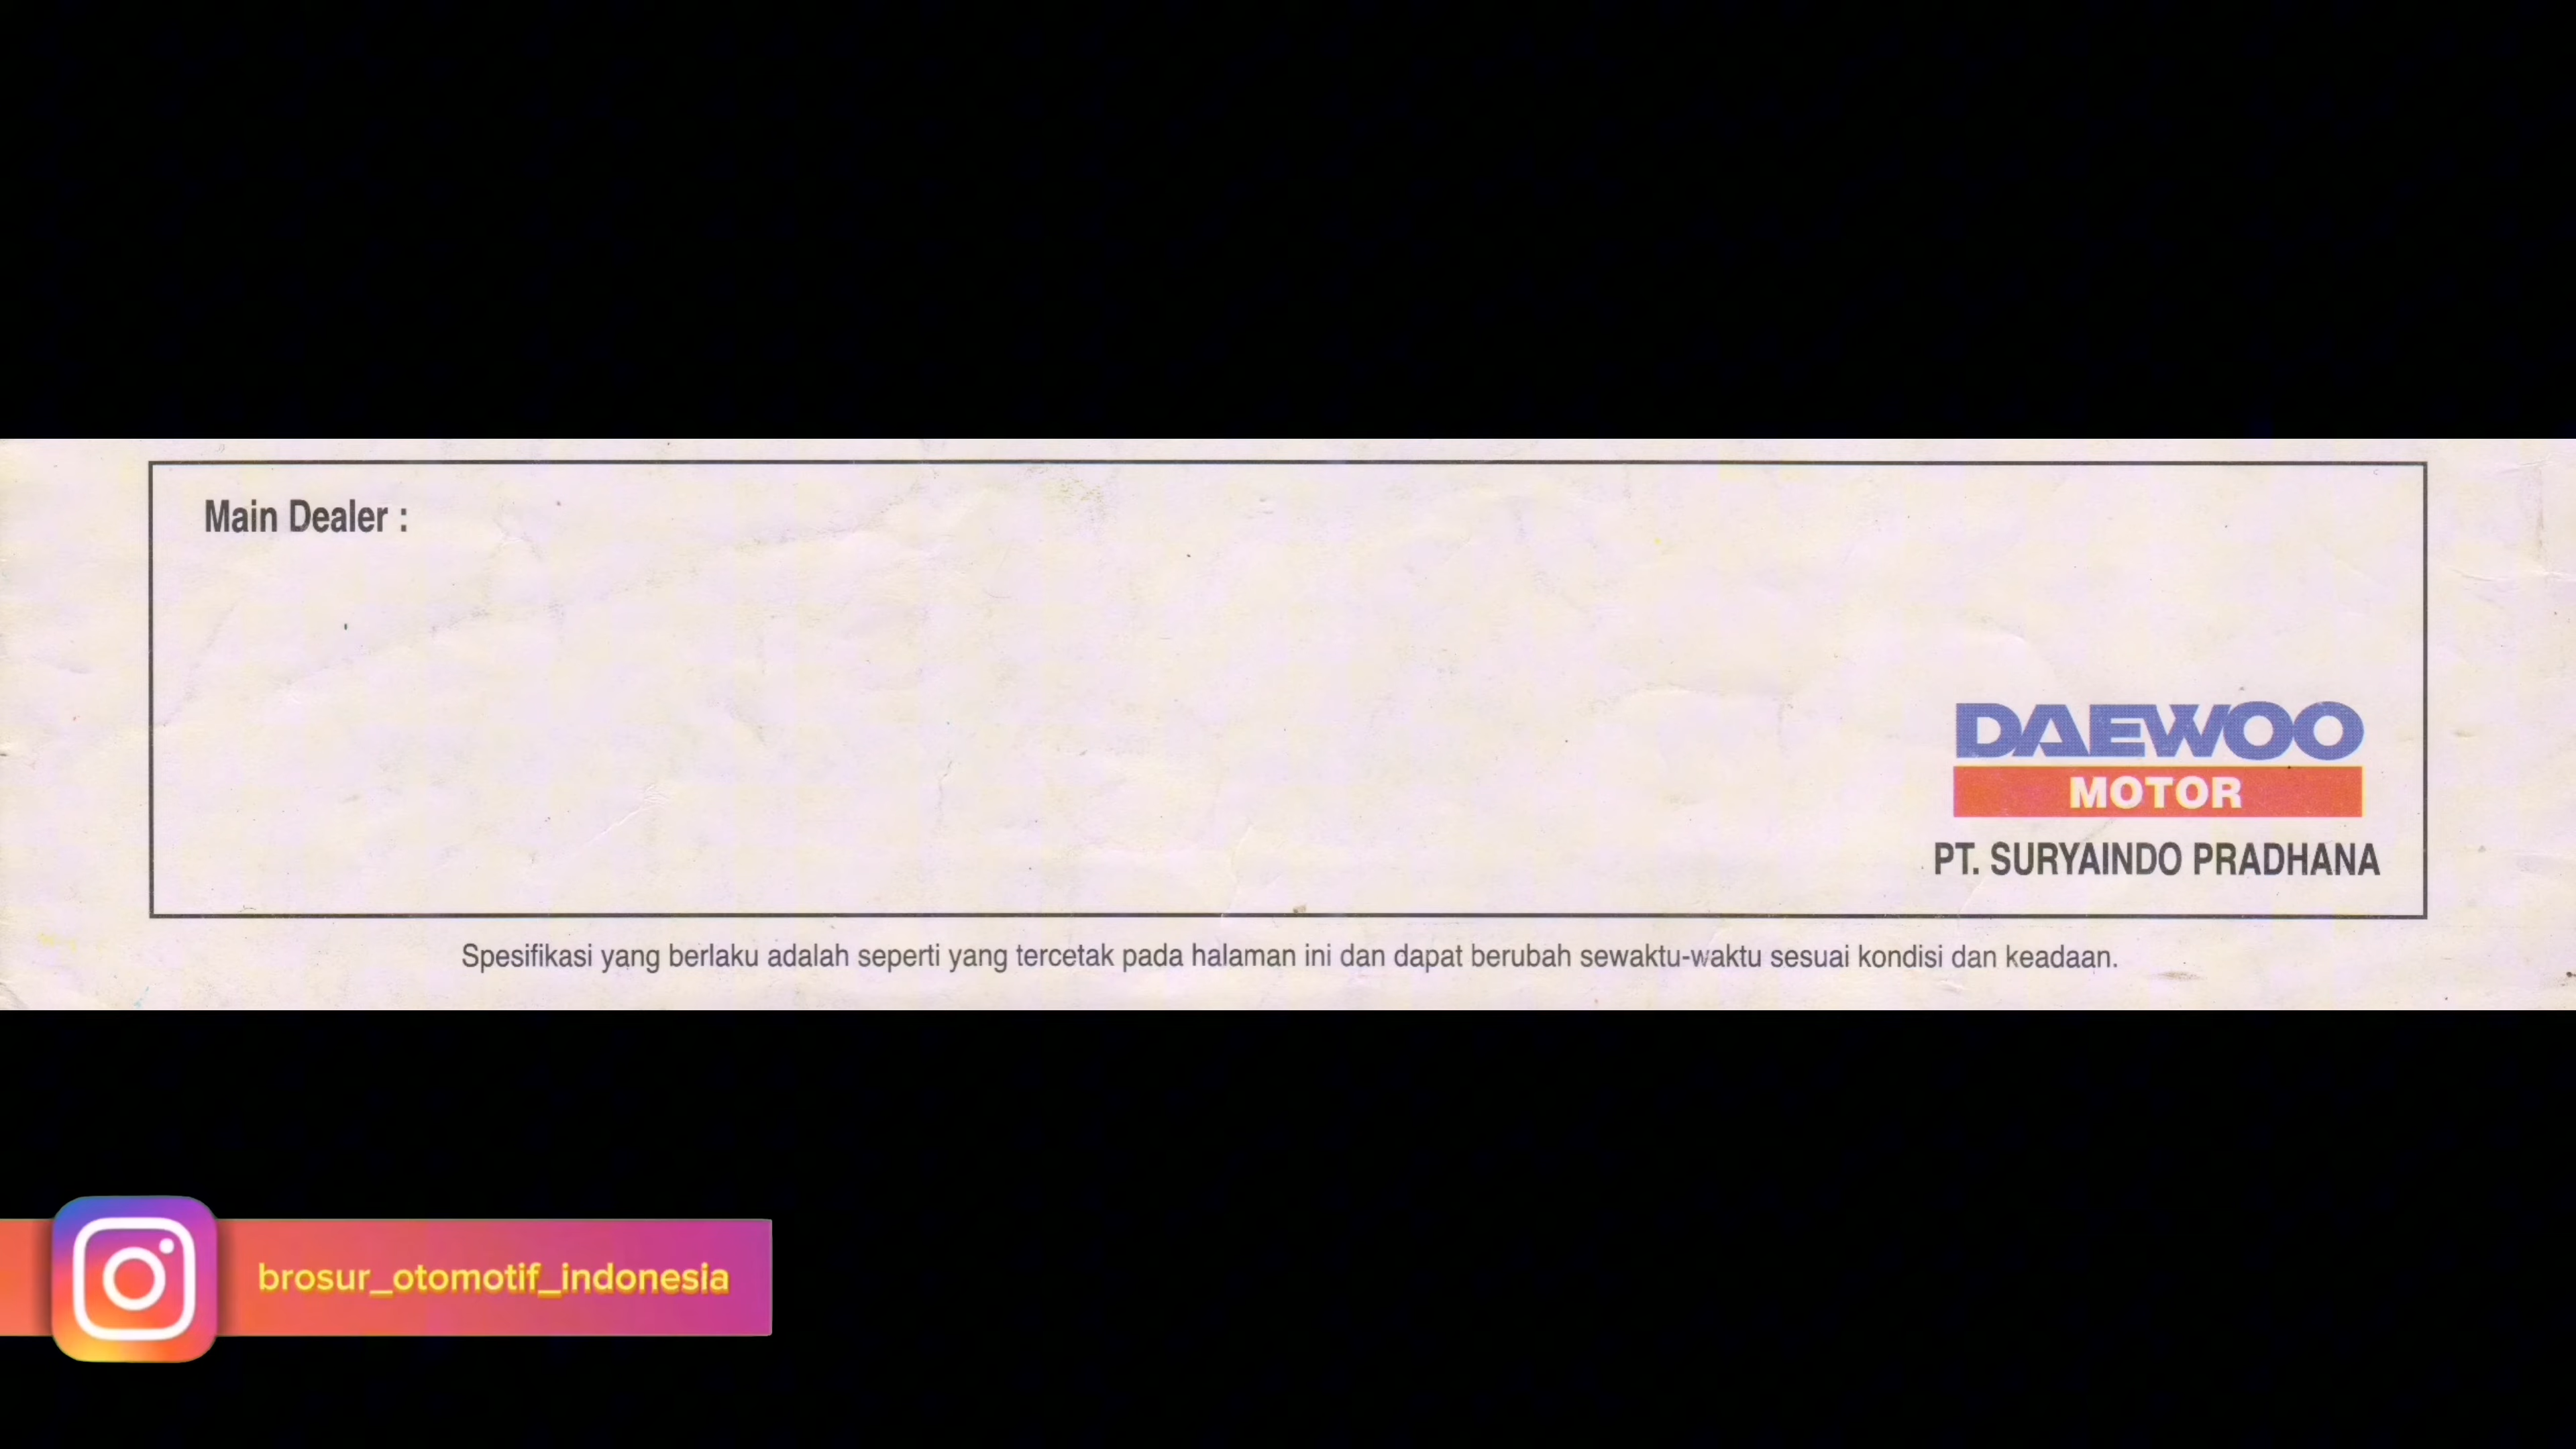 Main Dealer :
DAEWOO
MOTOR
PT. SURYAINDO PRADHANA
Spesifikasi yang berlaku adalah seperti yang tercetak pada halaman ini dan dapat berubah sewaktu-waktu sesuai kondisi dan keadaan.
brosur_otomotif_indonesia